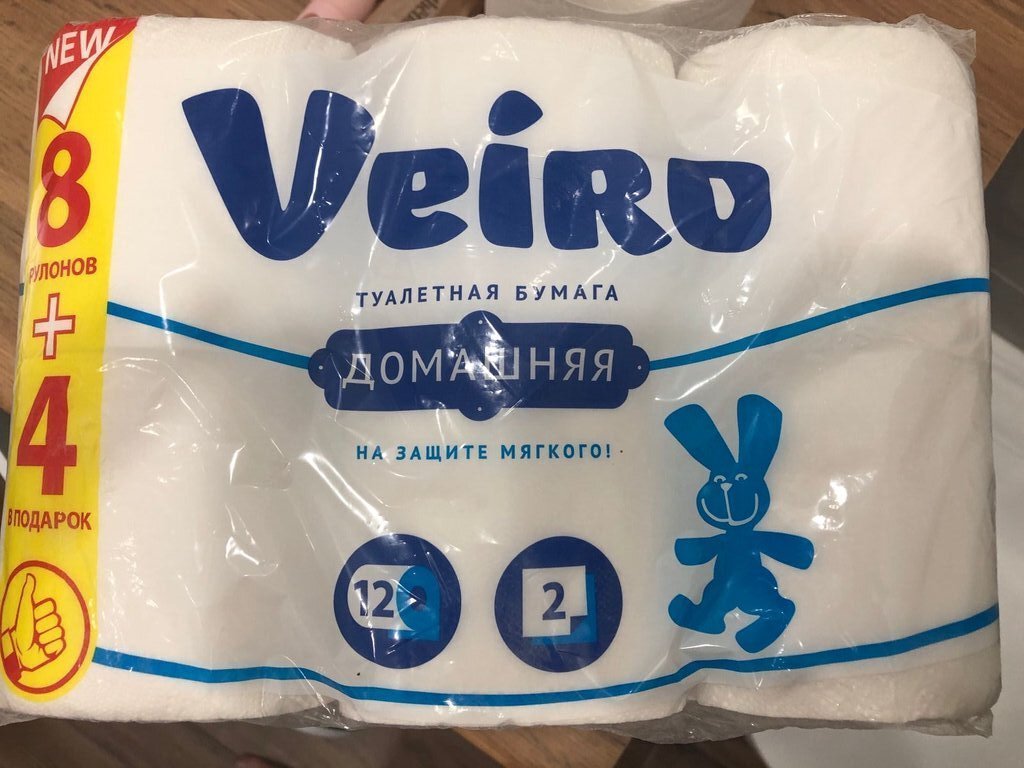 NEW
8
РУЛОНОВ
+
4
В ПОДАРОК
Veiro
ТУАЛЕТНАЯ БУМАГА
ДОМАШНЯЯ
НА ЗАЩИТЕ МЯГКОГО!
12
2